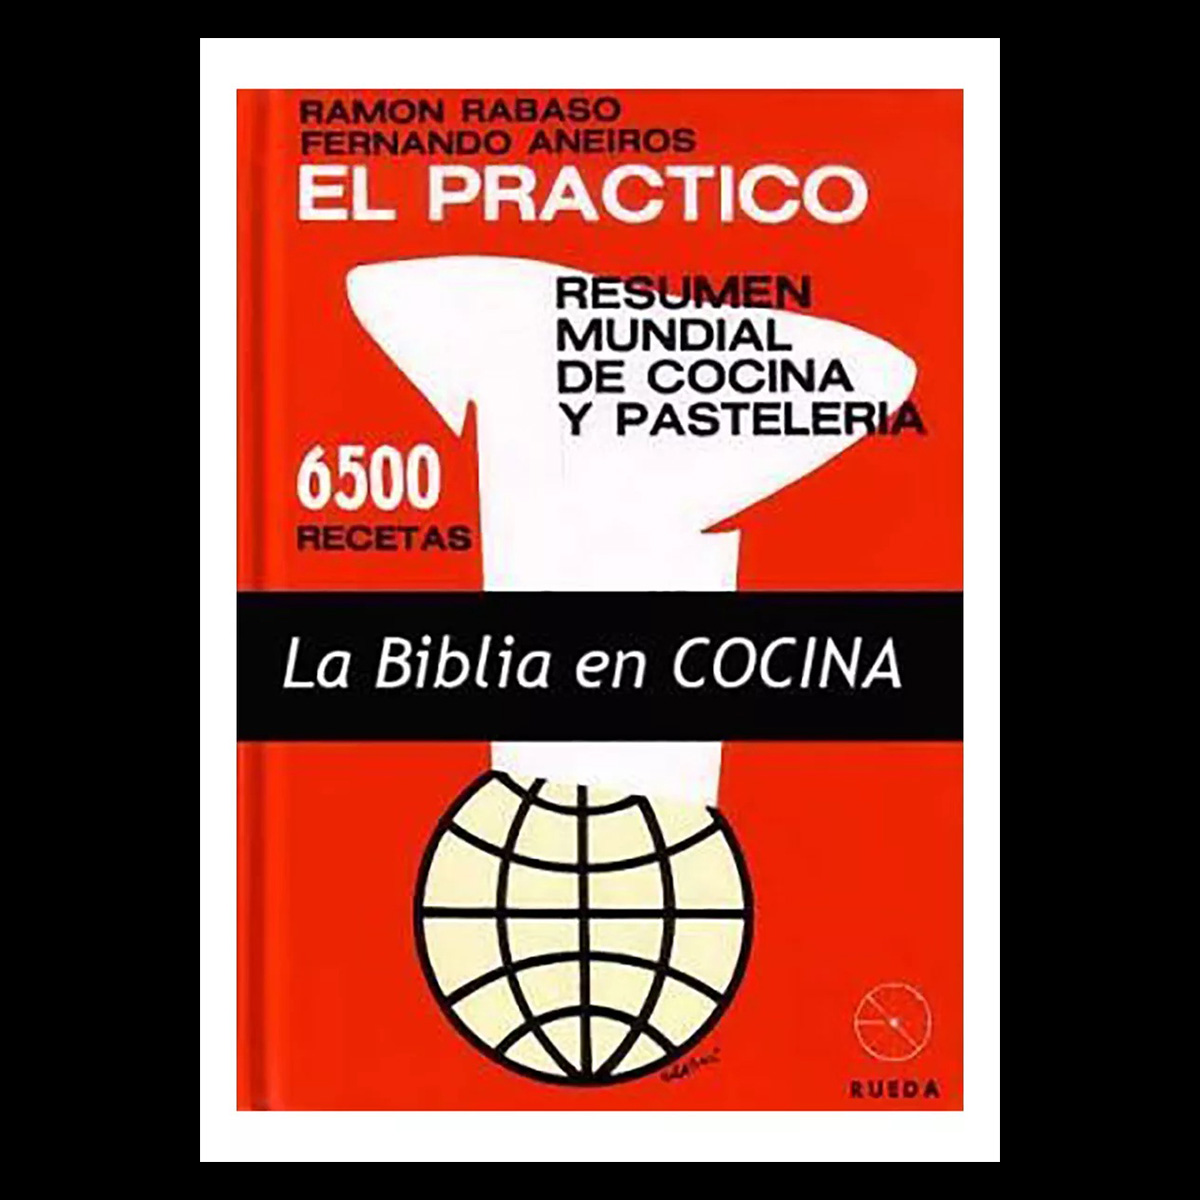 RAMON RABASO
FERNANDO ANEIROS
EL PRACTICO
RESUMEN
MUNDIAL
DE COCINA
Y PASTELERIA
6500
RECETAS
La Biblia en COCINA
RUEDA